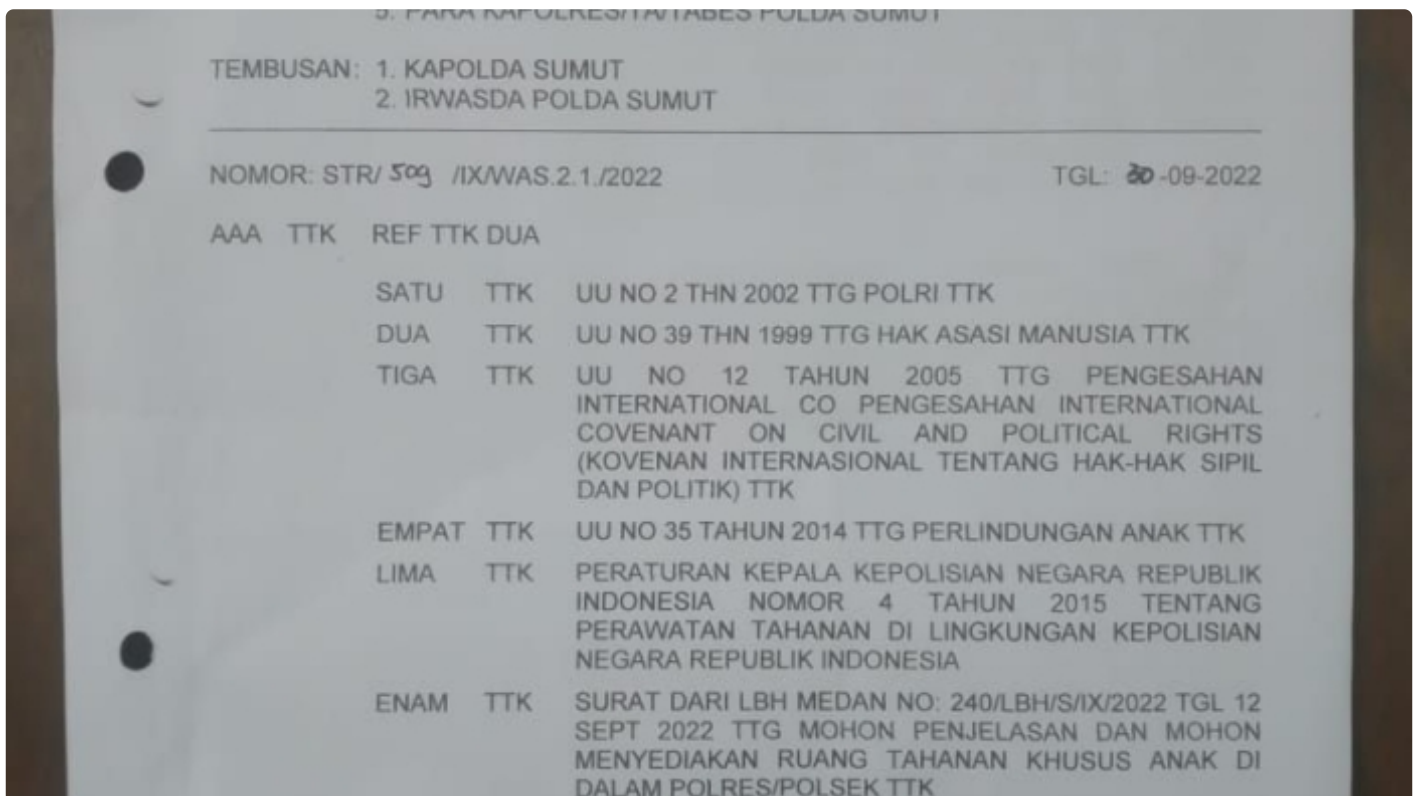 5. PARA KAPOLRES/TA/TABES POLDA SUMUT
TEMBUSAN: 1. KAPOLDA SUMUT
2. IRWASDA POLDA SUMUT
NOMOR: STR/ 509 /IX/WAS.2.1./2022 TGL: 30-09-2022
AAA TTK REF TTK DUA
SATU TTK UU NO 2 THN 2002 TTG POLRI TTK
DUA TTK UU NO 39 THN 1999 TTG HAK ASASI MANUSIA TTK
TIGA TTK UU NO 12 TAHUN 2005 TTG PENGESAHAN
INTERNATIONAL CO PENGESAHAN INTERNATIONAL
COVENANT ON CIVIL AND POLITICAL RIGHTS
(KOVENAN INTERNASIONAL TENTANG HAK-HAK SIPIL
DAN POLITIK) TTK
EMPAT TTK UU NO 35 TAHUN 2014 TTG PERLINDUNGAN ANAK TTK
LIMA TTK PERATURAN KEPALA KEPOLISIAN NEGARA REPUBLIK
INDONESIA NOMOR 4 TAHUN 2015 TENTANG
PERAWATAN TAHANAN DI LINGKUNGAN KEPOLISIAN
NEGARA REPUBLIK INDONESIA
ENAM TTK SURAT DARI LBH MEDAN NO: 240/LBH/S/IX/2022 TGL 12
SEPT 2022 TTG MOHON PENJELASAN DAN MOHON
MENYEDIAKAN RUANG TAHANAN KHUSUS ANAK DI
DALAM POLRES/POLSEK TTK